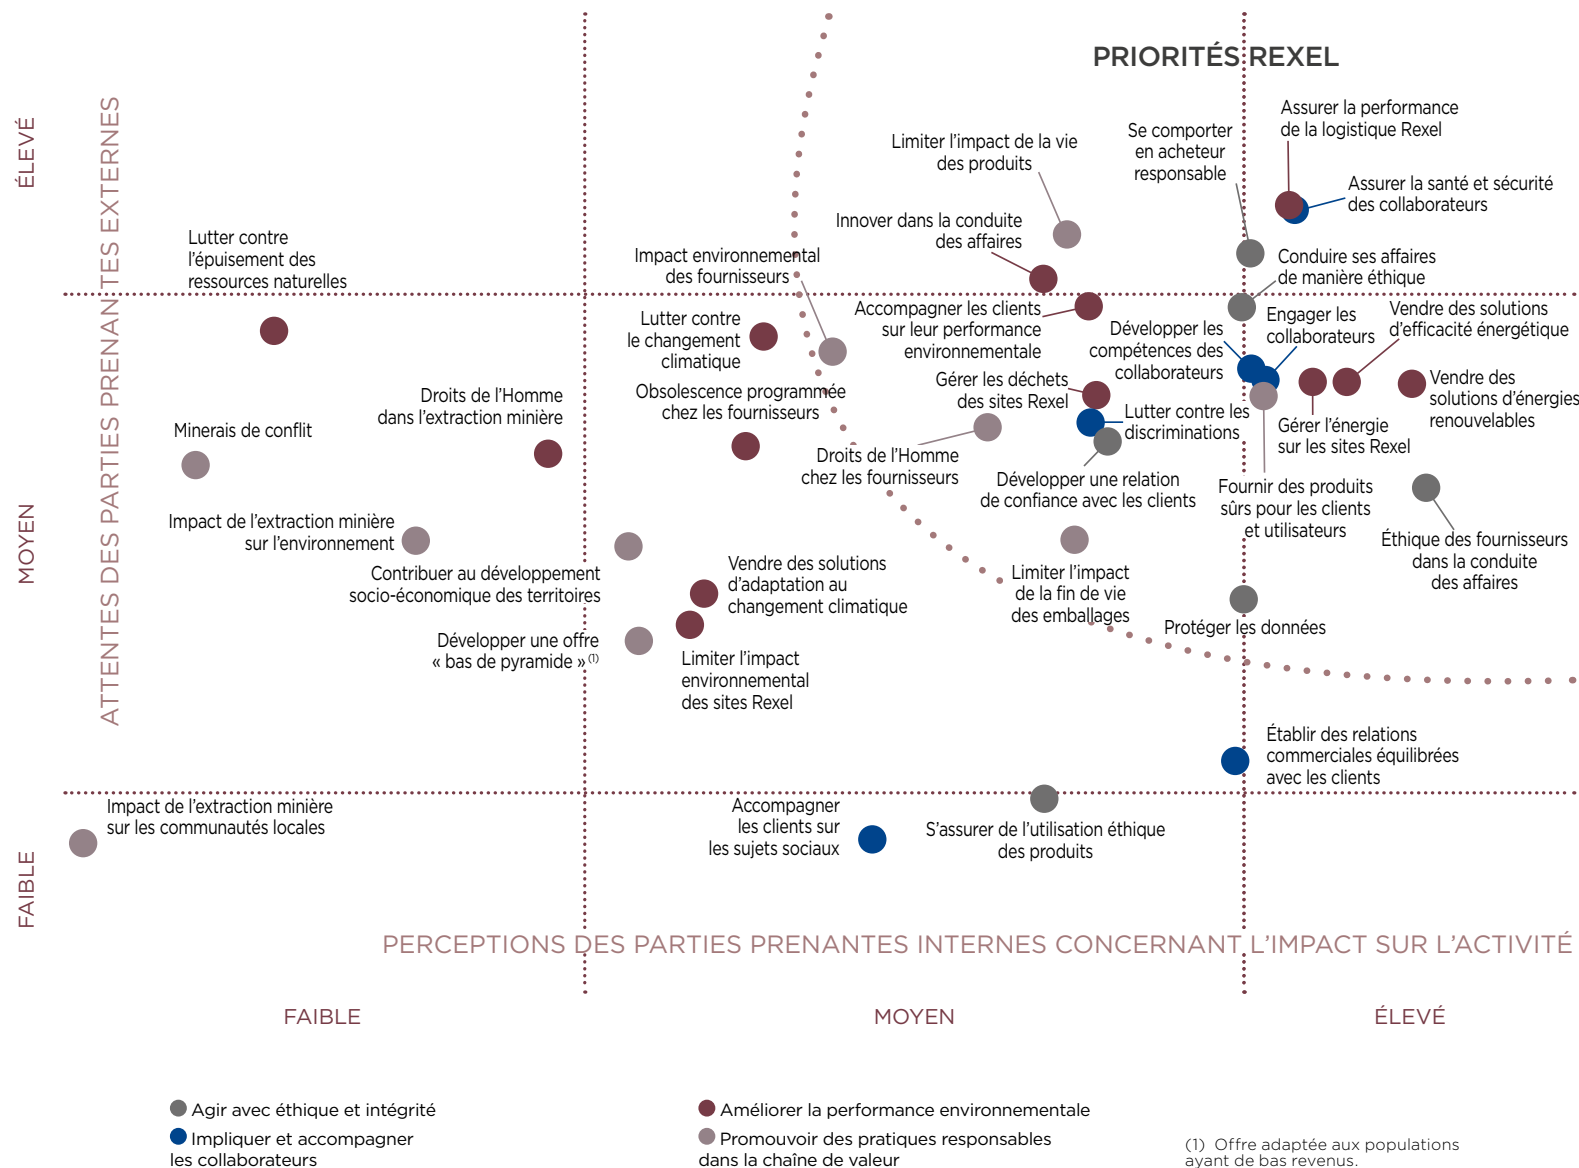 PRIORITÉS REXEL
ATTENTES DES PARTIES PRENANTES EXTERNES
ÉLEVÉ
MOYEN
FAIBLE
Assurer la performance
de la logistique Rexel
Se comporter
en acheteur
responsable
Limiter l'impact de la vie
des produits
Assurer la santé et sécurité
des collaborateurs
Innover dans la conduite
des affaires
Lutter contre
l'épuisement des
ressources naturelles
Impact environnemental
des fournisseurs
Conduire ses affaires
de manière éthique
Lutter contre
le changement
climatique
Accompagner les clients
sur leur performance
environnementale
Développer les
compétences des
collaborateurs
Engager les
collaborateurs
Vendre des solutions
d'efficacité énergétique
Droits de l'Homme
dans l'extraction minière
Obsolescence programmée
chez les fournisseurs
Gérer les déchets
des sites Rexel
Vendre des
solutions d'énergies
renouvelables
Minerais de conflit
Lutter contre les
discriminations
Gérer l'énergie
sur les sites Rexel
Droits de l'Homme
chez les fournisseurs
Développer une relation
de confiance avec les clients
Fournir des produits
sûrs pour les clients
et utilisateurs
Impact de l'extraction minière
sur l'environnement
Éthique des fournisseurs
dans la conduite
des affaires
Contribuer au développement
socio-économique des territoires
Vendre des solutions
d'adaptation au
changement climatique
Limiter l'impact
de la fin de vie
des emballages
Protéger les données
Développer une offre
« bas de pyramide » (1)
Limiter l'impact
environnemental
des sites Rexel
Établir des relations
commerciales équilibrées
avec les clients
Impact de l'extraction minière
sur les communautés locales
Accompagner
les clients sur
les sujets sociaux
S'assurer de l'utilisation éthique
des produits
PERCEPTIONS DES PARTIES PRENANTES INTERNES CONCERNANT L'IMPACT SUR L'ACTIVITÉ
FAIBLE
MOYEN
ÉLEVÉ
Agir avec éthique et intégrité
Impliquer et accompagner
les collaborateurs
Améliorer la performance environnementale
Promouvoir des pratiques responsables
dans la chaîne de valeur
(1) Offre adaptée aux populations
ayant de bas revenus.